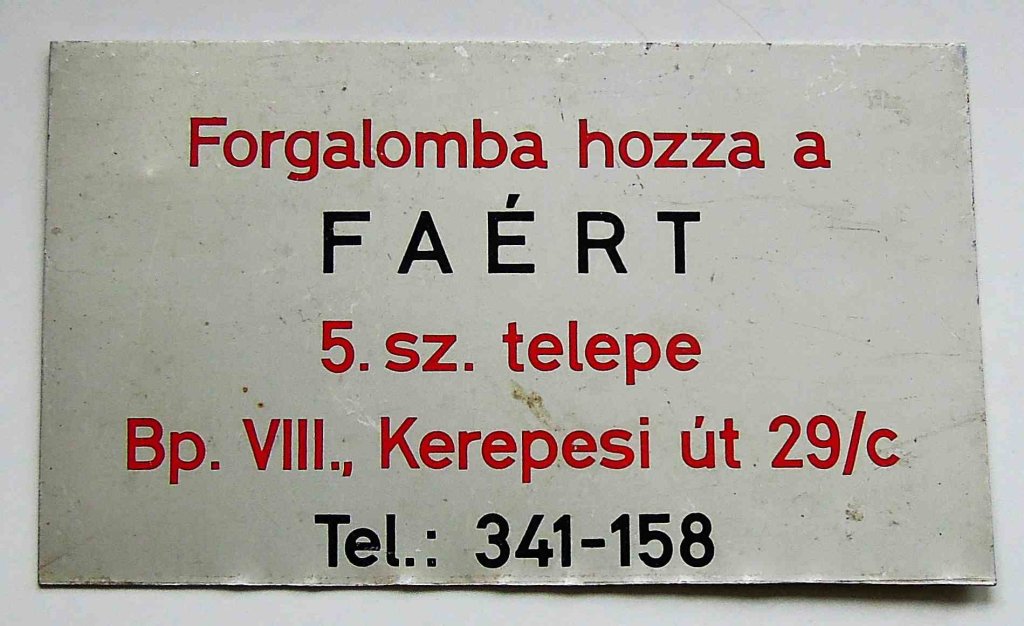 Forgalomba hozza a
FAÉRT
5. sz. telepe
Bp. VIII., Kerepesi út 29/c
Tel.: 341-158